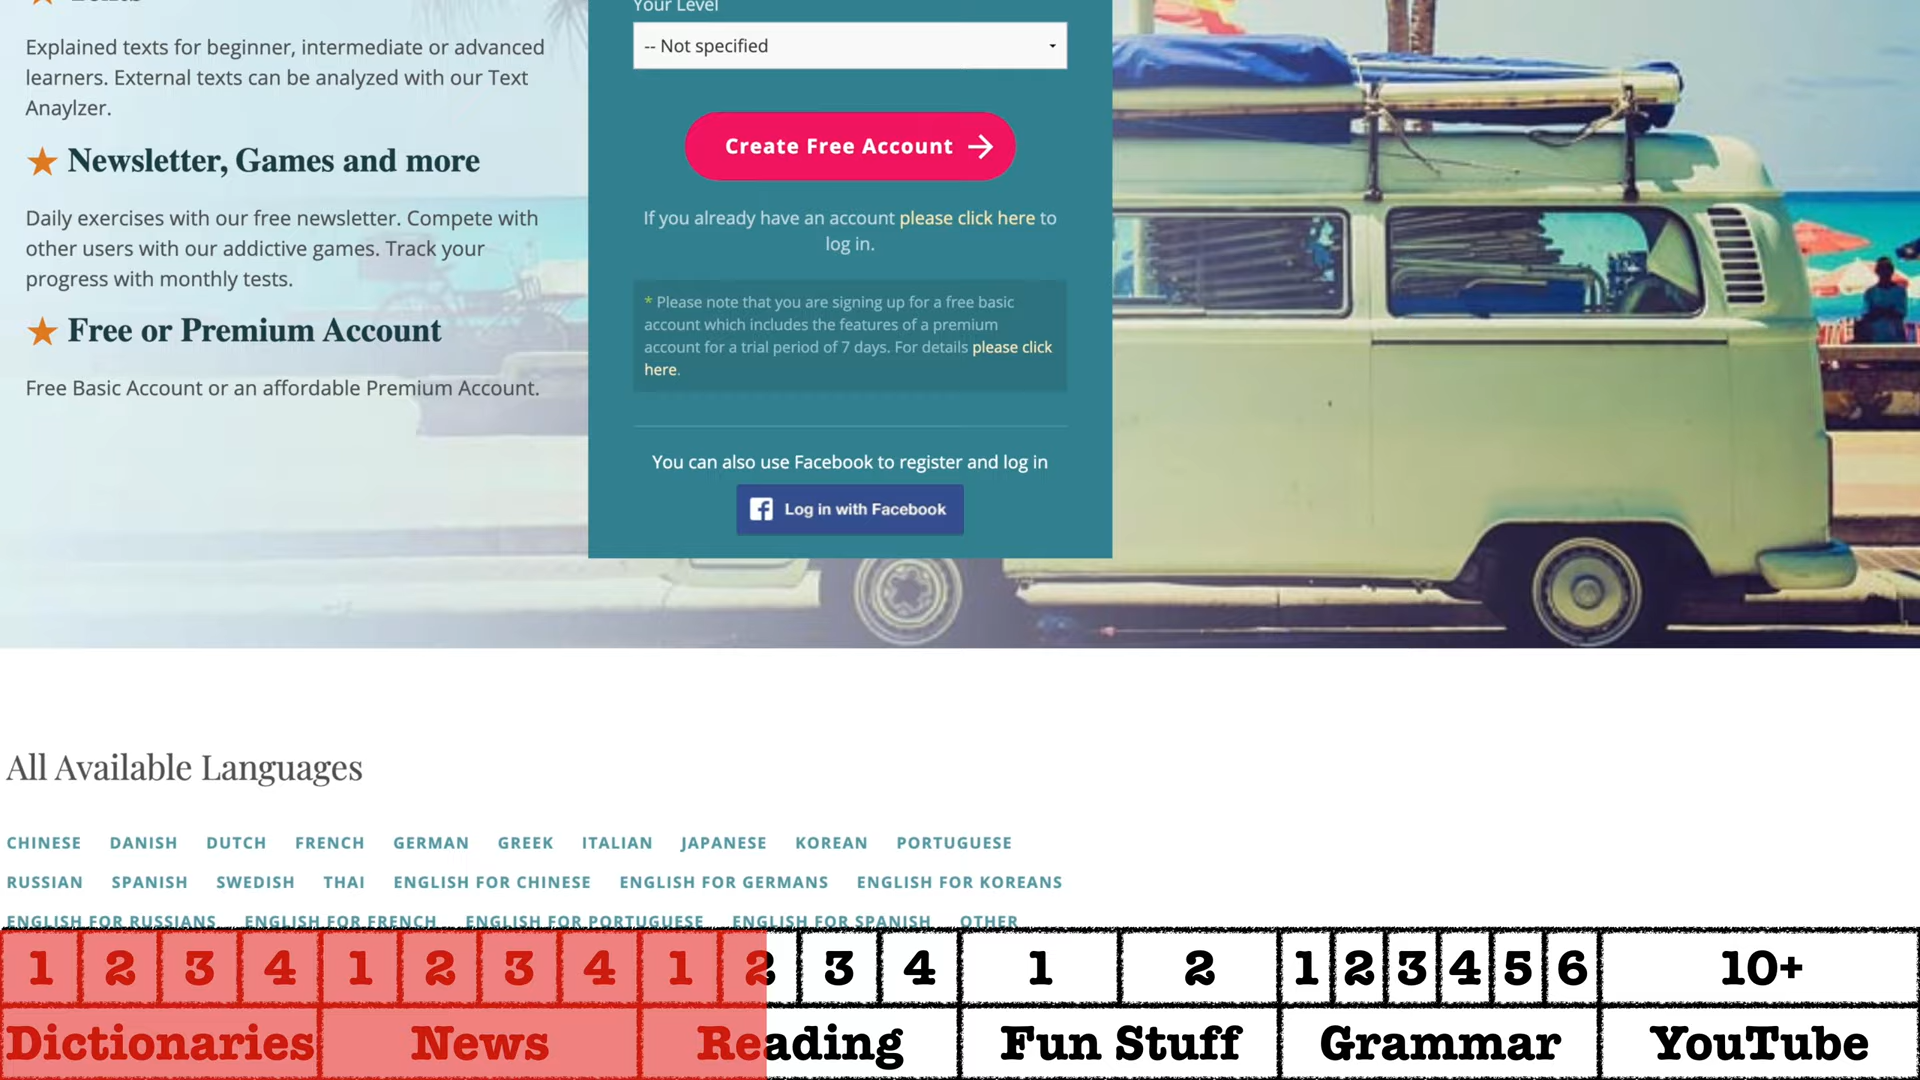 Explained texts for beginner, intermediate or advanced
learners. External texts can be analyzed with our Text
Anaylzer.
Newsletter, Games and more
Daily exercises with our free newsletter. Compete with
other users with our addictive games. Track your
progress with monthly tests.
Free or Premium Account
Free Basic Account or an affordable Premium Account.
Your Level
-- Not specified
Create Free Account
If you already have an account please click here to
log in.
* Please note that you are signing up for a free basic
account which includes the features of a premium
account for a trial period of 7 days. For details please click
here.
You can also use Facebook to register and log in
Log in with Facebook
All Available Languages
CHINESE DANISH DUTCH FRENCH GERMAN GREEK ITALIAN JAPANESE KOREAN PORTUGUESE
RUSSIAN SPANISH SWEDISH THAI ENGLISH FOR CHINESE ENGLISH FOR GERMANS ENGLISH FOR KOREANS
ENGLISH FOR RUSSIANS ENGLISH FOR FRENCH ENGLISH FOR PORTUGUESE ENGLISH FOR SPANISH OTHER
1 2 3 4 1 2 3 4 1 2 3 4 1 2 1 2 3 4 5 6 10+
Dictionaries News Reading Fun Stuff Grammar YouTube